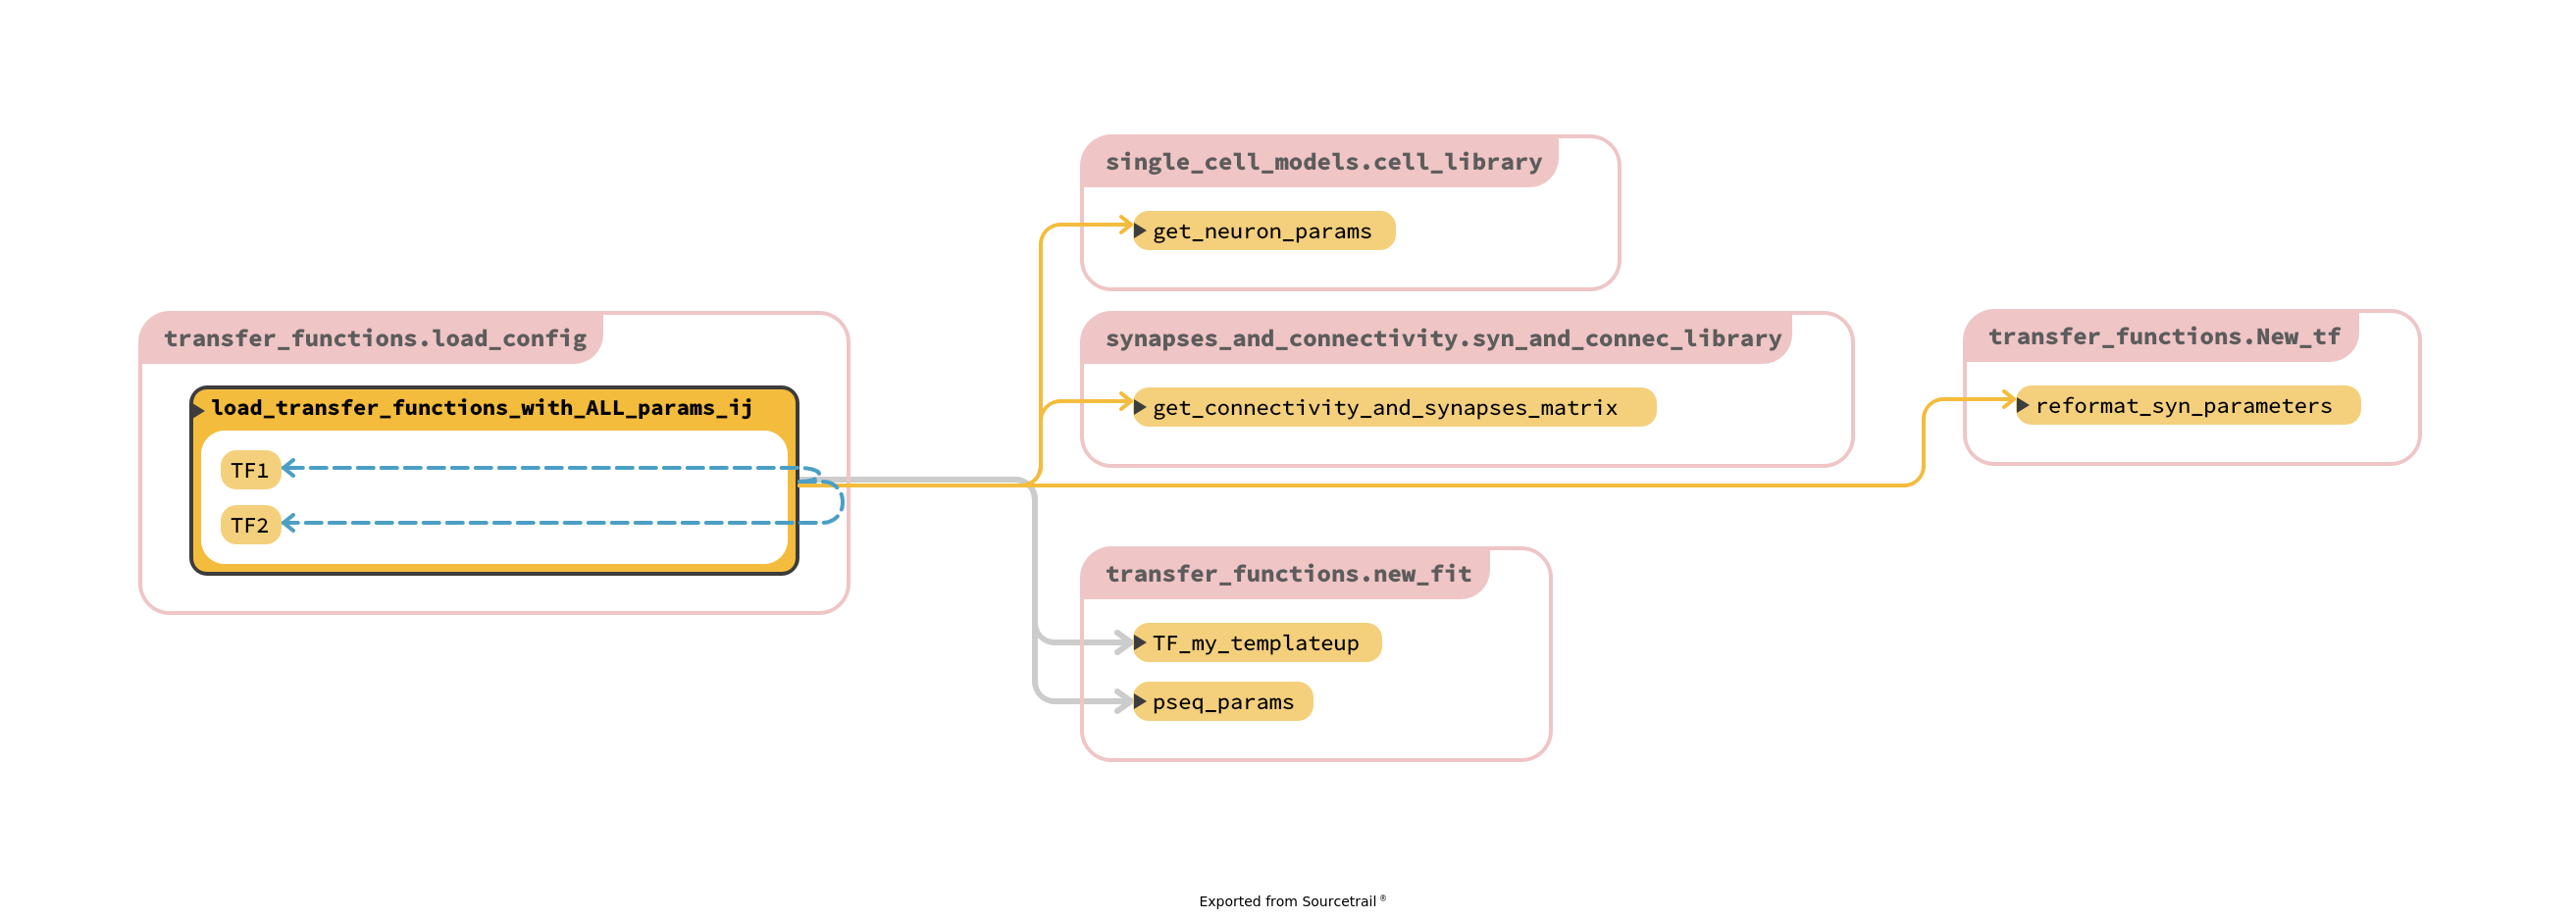 transfer_functions.load_config
load_transfer_functions_with_ALL_params_ij
TF1
TF2
single_cell_models.cell_library
get_neuron_params
synapses_and_connectivity.syn_and_connec_library
get_connectivity_and_synapses_matrix
transfer_functions.new_fit
TF_my_templateup
pseq_params
transfer_functions.New_tf
reformat_syn_parameters
Exported from Sourcetrail ®